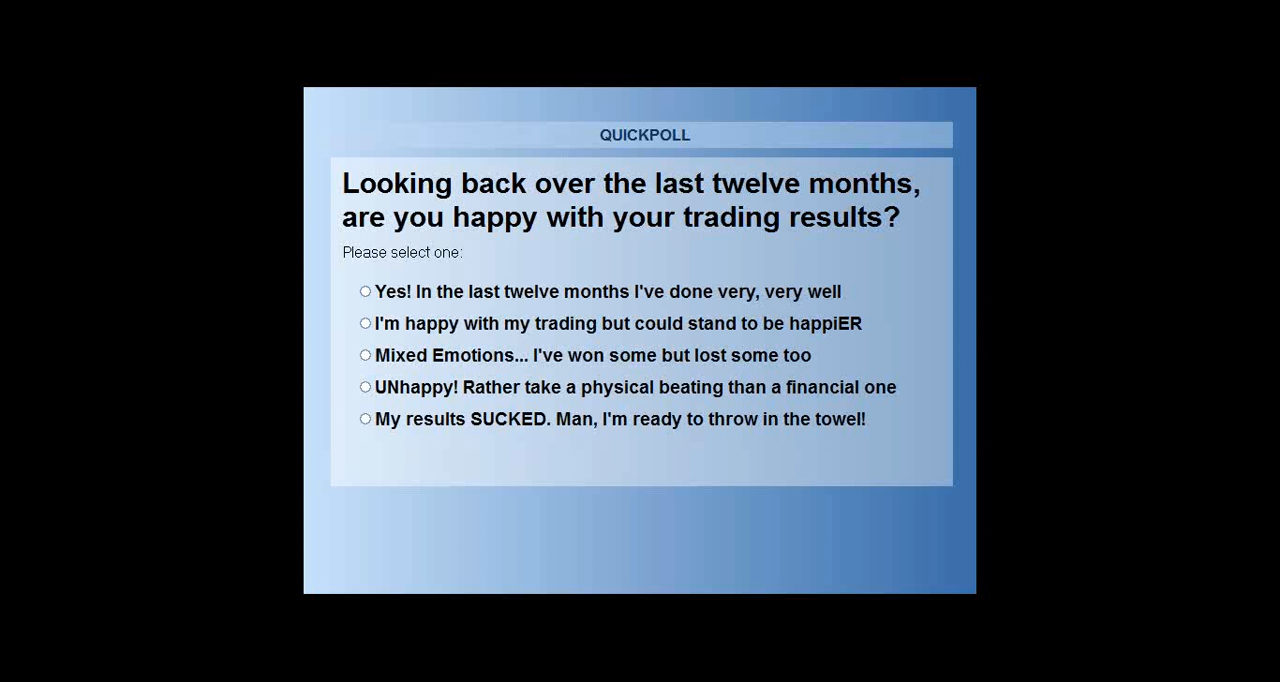 QUICKPOLL
Looking back over the last twelve months,
are you happy with your trading results?
Please select one:
Yes! In the last twelve months I've done very, very well
I'm happy with my trading but could stand to be happiER
Mixed Emotions... I've won some but lost some too
UNhappy! Rather take a physical beating than a financial one
My results SUCKED. Man, I'm ready to throw in the towel!